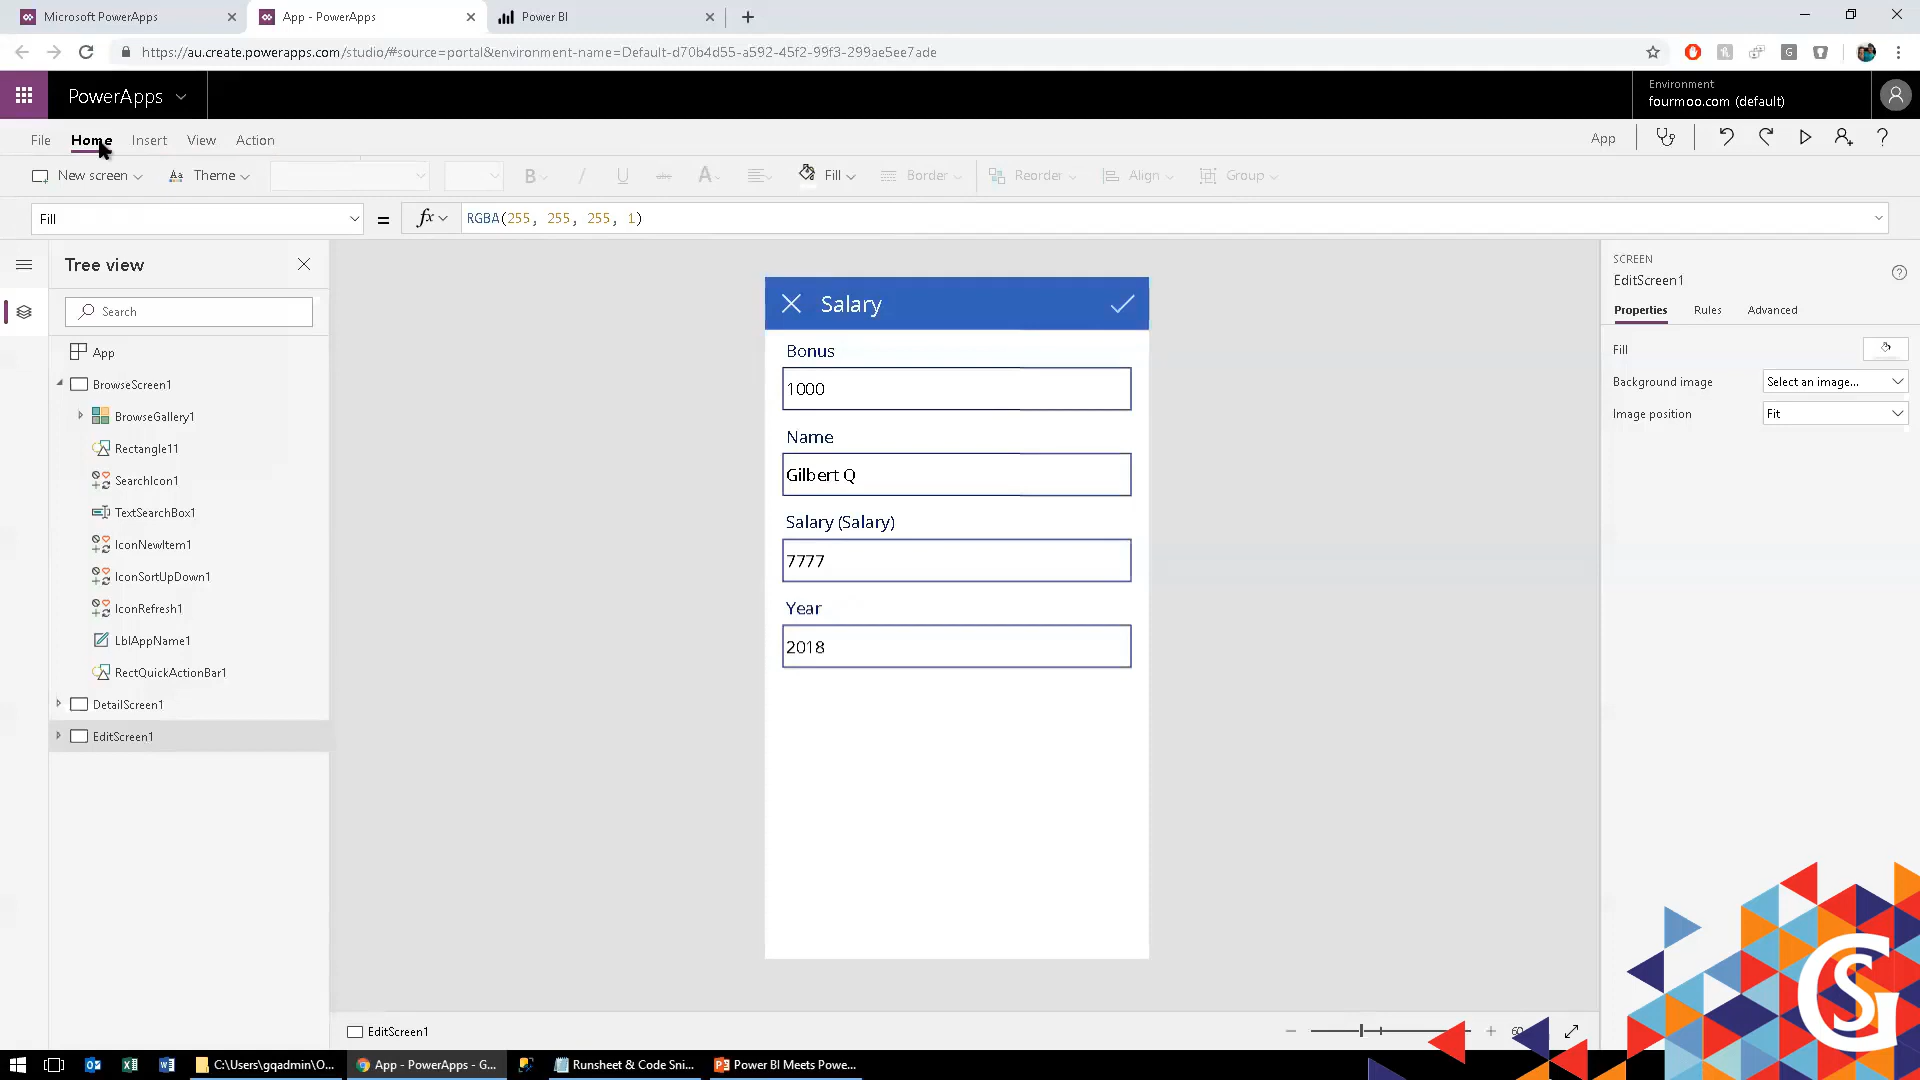 Microsoft PowerApps
App - PowerApps
Power BI
https://au.create.powerapps.com/studio/#source=portal&environment-name=Default-d70b4d55-a592-45f2-99f3-299ae5ee7ade
PowerApps
Environment
fourmoo.com (default)
File Home Insert View Action
App
New screen
Theme
B / U abc A
Fill
Border
Reorder
Align
Group
Fill
= fx RGBA(255, 255, 255, 1)
Tree view
Search
App
BrowseScreen1
BrowseGallery1
Rectangle11
SearchIcon1
TextSearchBox1
IconNewItem1
IconSortUpDown1
IconRefresh1
LblAppName1
RectQuickActionBar1
DetailScreen1
EditScreen1
Salary
Bonus
1000
Name
Gilbert Q
Salary (Salary)
7777
Year
2018
SCREEN
EditScreen1
Properties Rules Advanced
Fill
Background image
Select an image...
Image position
Fit
EditScreen1
60
SG
C:\Users\gqadmin\O...
App - PowerApps - G...
Runsheet & Code Sni...
Power BI Meets Powe...